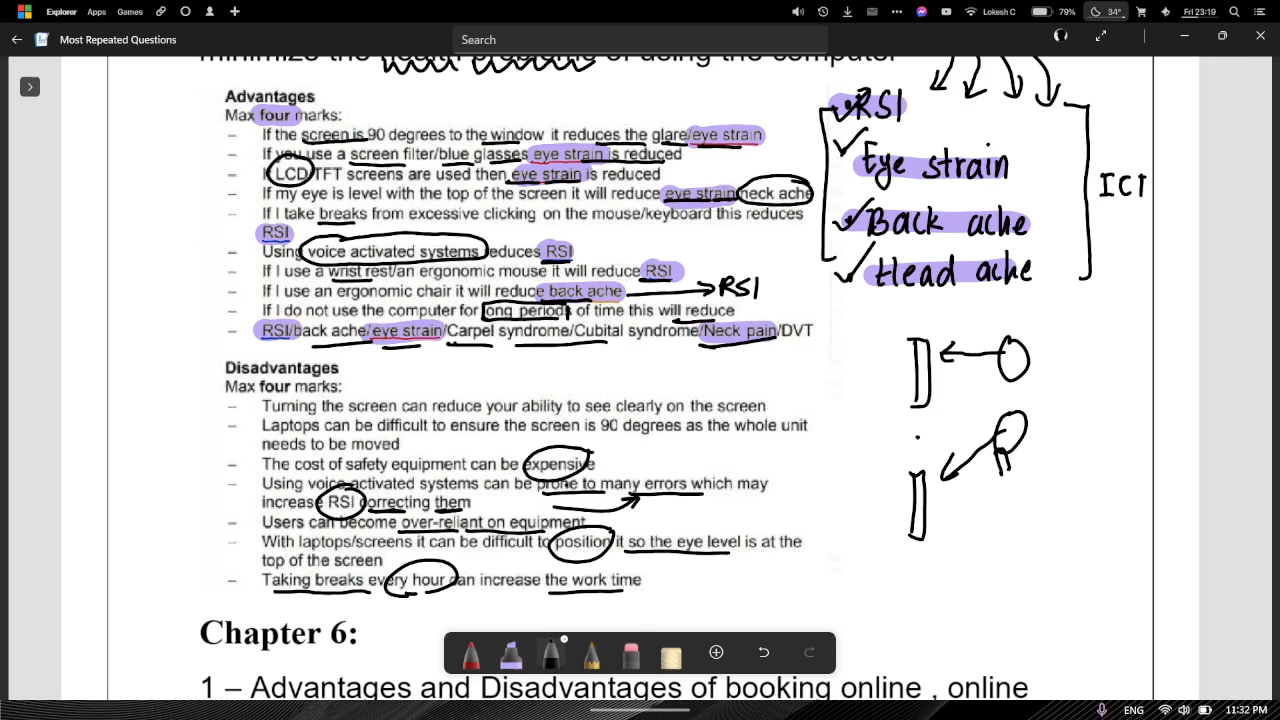 Explorer Apps Games Lokesh C 79% 34° Fri 23:19
Most Repeated Questions
Search
minimize the health problems of using the computer
Advantages
Max four marks:
– If the screen is 90 degrees to the window it reduces the glare/eye strain
– If you use a screen filter/blue glasses eye strain is reduced
– If LCD/TFT screens are used then eye strain is reduced
– If my eye is level with the top of the screen it will reduce eye strain/neck ache
– If I take breaks from excessive clicking on the mouse/keyboard this reduces
RSI
– Using voice activated systems reduces RSI
– If I use a wrist rest/an ergonomic mouse it will reduce RSI
– If I use an ergonomic chair it will reduce back ache
– If I do not use the computer for long periods of time this will reduce
– RSI/back ache/eye strain/Carpel syndrome/Cubital syndrome/Neck pain/DVT
RSI
RSI
Eye strain
Back ache
Head ache
ICT
Disadvantages
Max four marks:
– Turning the screen can reduce your ability to see clearly on the screen
– Laptops can be difficult to ensure the screen is 90 degrees as the whole unit
needs to be moved
– The cost of safety equipment can be expensive
– Using voice activated systems can be prone to many errors which may
increase RSI correcting them
– Users can become over-reliant on equipment
– With laptops/screens it can be difficult to position it so the eye level is at the
top of the screen
– Taking breaks every hour can increase the work time
Chapter 6:
1 – Advantages and Disadvantages of booking online , online
ENG 11:32 PM